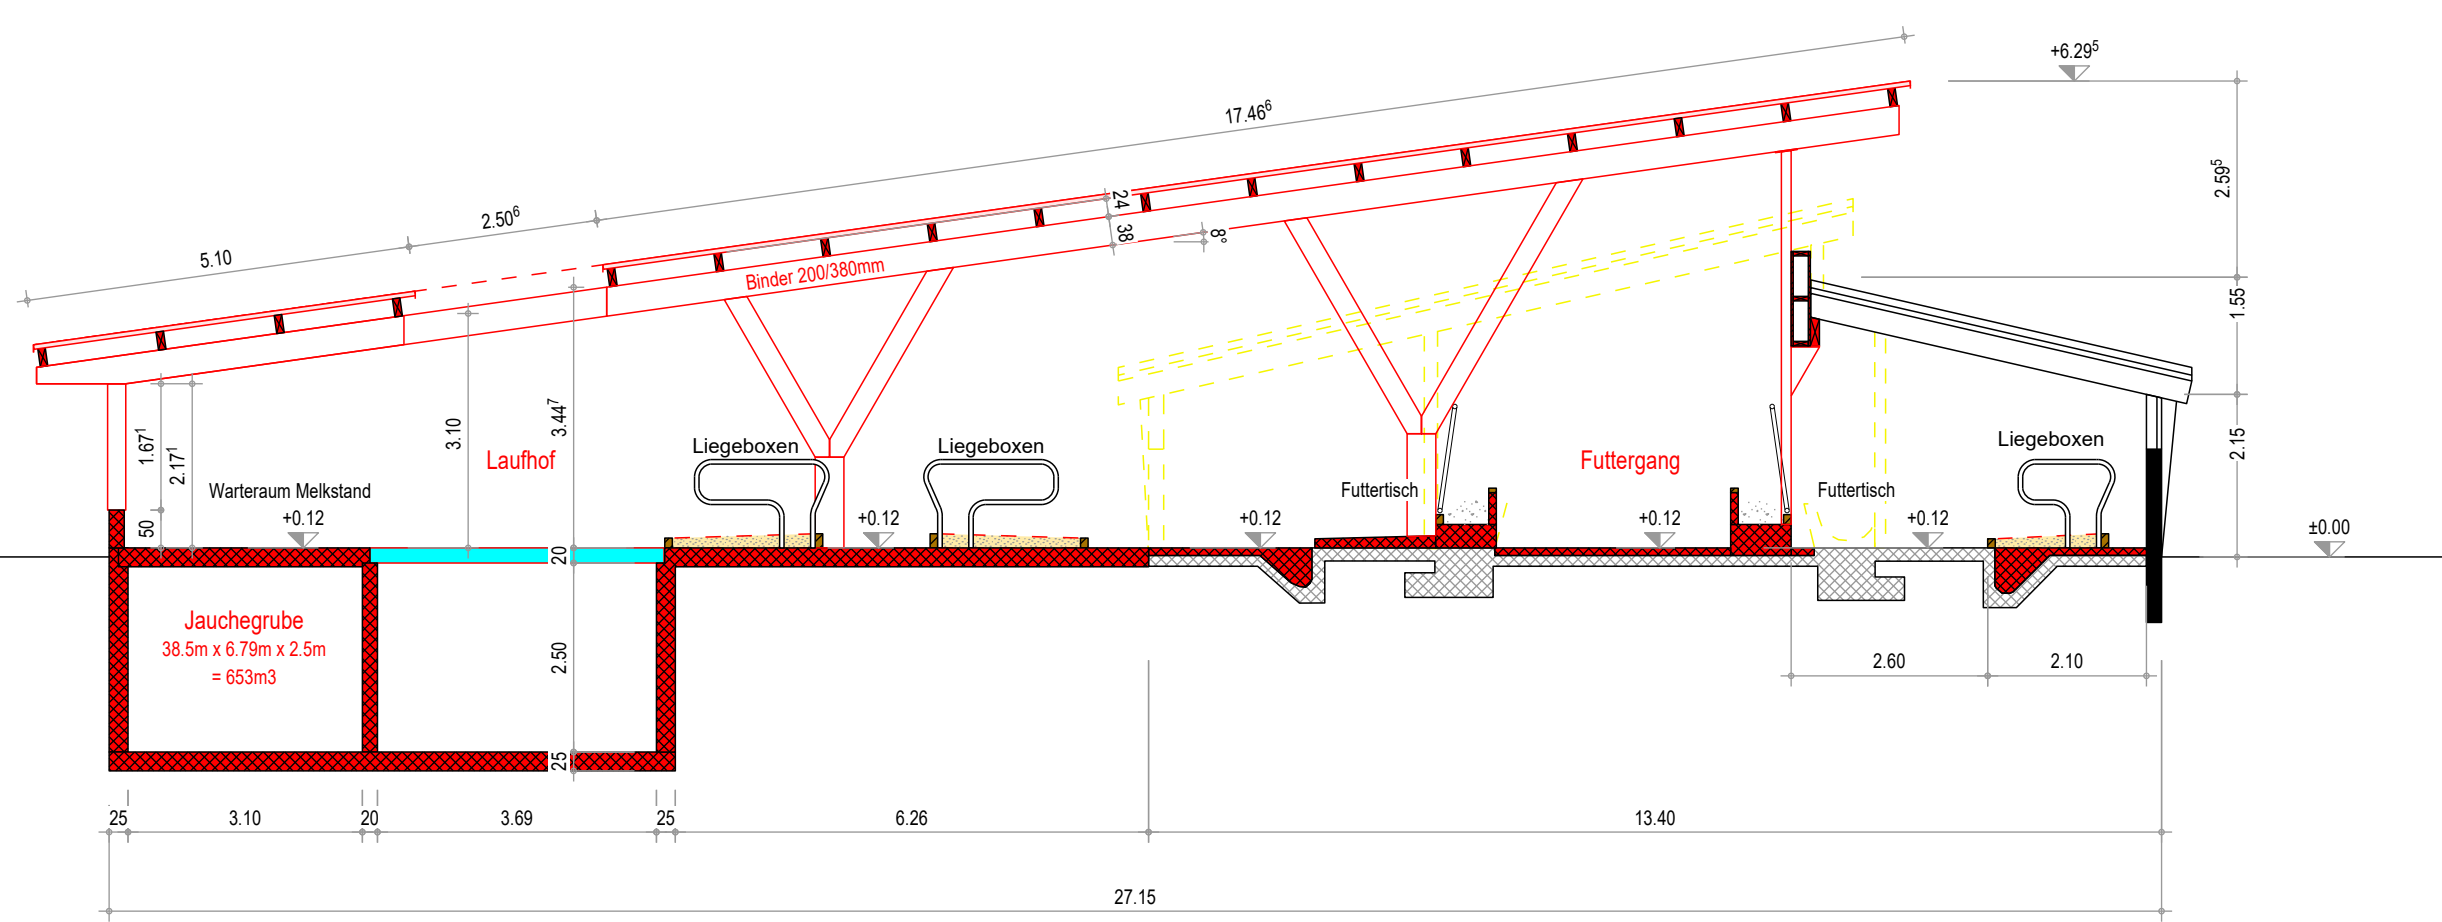 +6.29⁵
17.46⁶
2.50⁶
5.10
24
38
8°
Binder 200/380mm
2.59⁵
1.55
2.15
1.67¹
2.17¹
50
3.10
3.44⁷
Laufhof
Warteraum Melkstand
+0.12
Liegeboxen
+0.12
Liegeboxen
+0.12
Futtertisch
Futtergang
+0.12
Futtertisch
+0.12
Liegeboxen
±0.00
20
2.50
25
Jauchegrube
38.5m x 6.79m x 2.5m
= 653m3
2.60
2.10
25
3.10
20
3.69
25
6.26
13.40
27.15